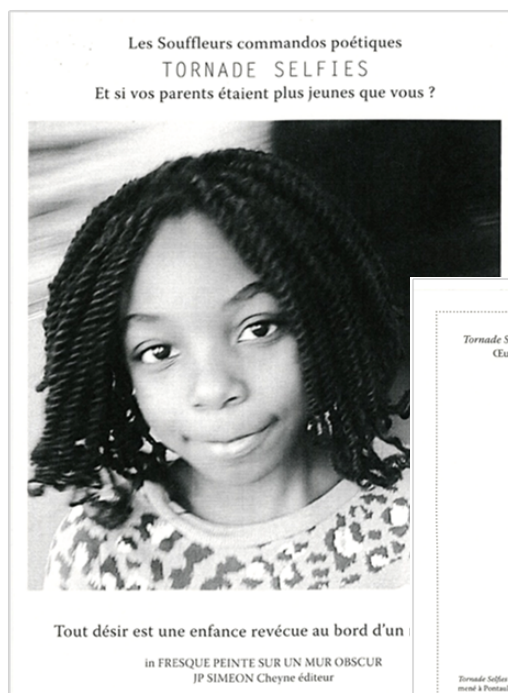 Les Souffleurs commandos poétiques
TORNADE SELFIES
Et si vos parents étaient plus jeunes que vous ?
Tout désir est une enfance revécue au bord d'un
in FRESQUE PEINTE SUR UN MUR OBSCUR
JP SIMEON Cheyne éditeur
Tornade
Tornade Selfies
mené à